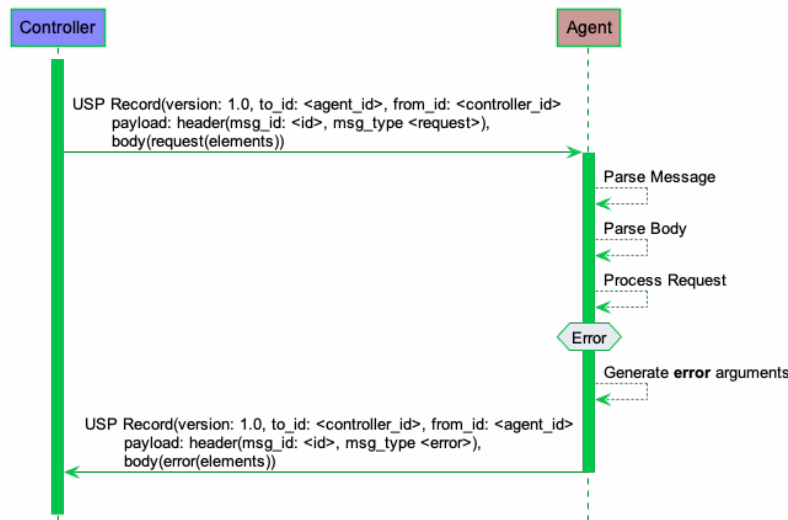 Controller
Agent
USP Record(version: 1.0, to_id: <agent_id>, from_id: <controller_id>
payload: header(msg_id: <id>, msg_type <request>),
body(request(elements))
Parse Message
Parse Body
Process Request
Error
Generate error arguments
USP Record(version: 1.0, to_id: <controller_id>, from_id: <agent_id>
payload: header(msg_id: <id>, msg_type <error>),
body(error(elements))